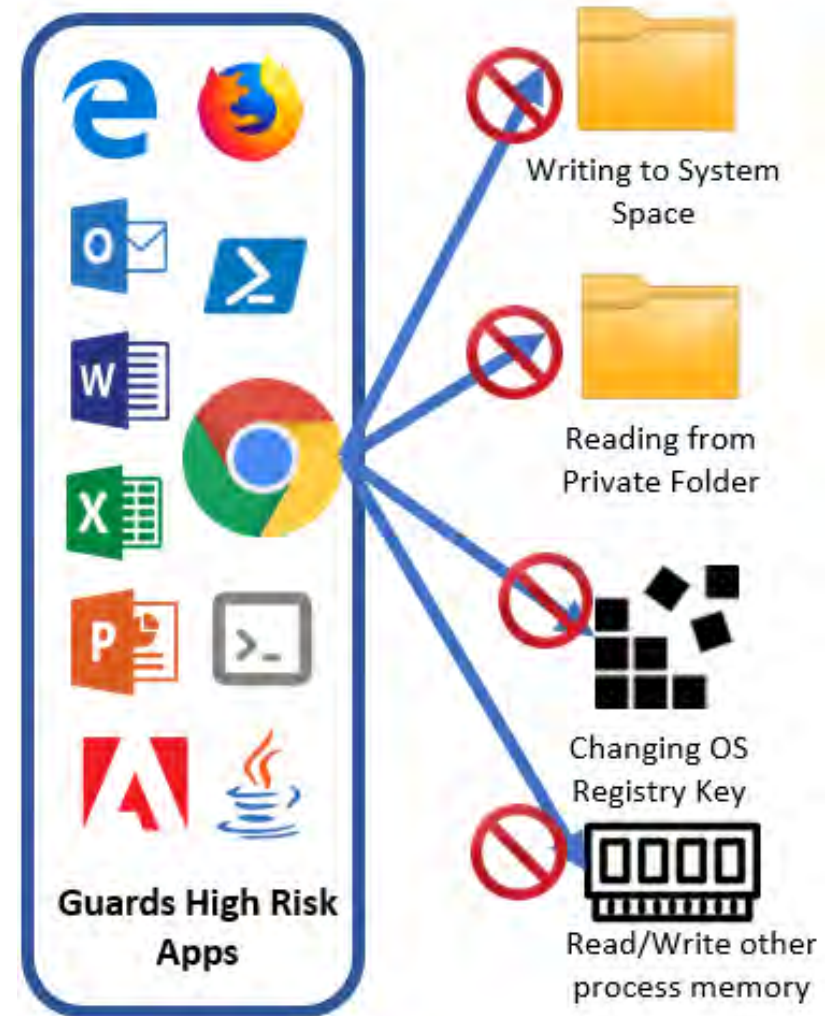 Writing to System
Space
O
W
Reading from
Private Folder
X
P
Changing OS
Registry Key
Guards High Risk
Apps
Read/Write other
process memory